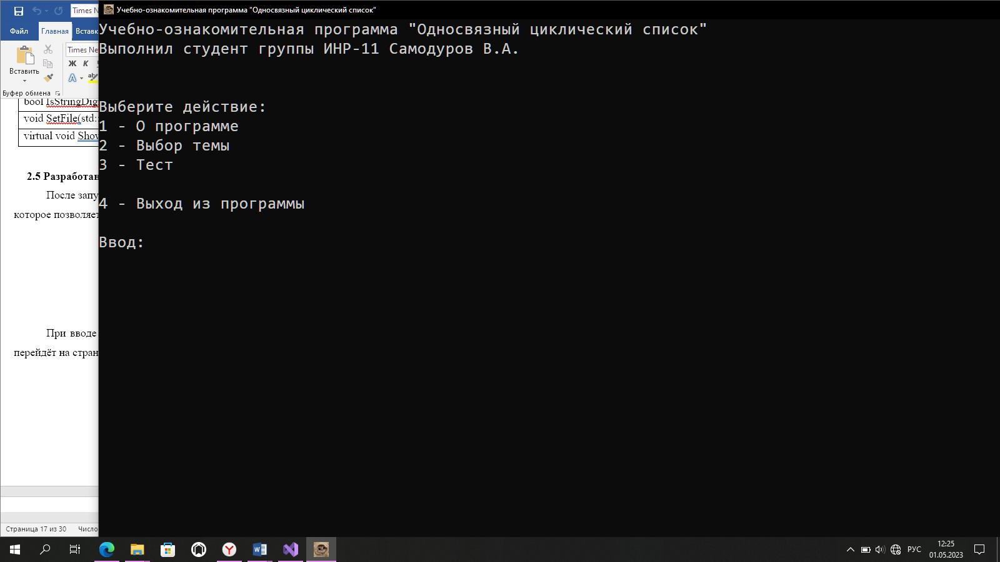 Учебно-ознакомительная программа "Односвязный циклический список"
Times N
Файл
Главная
Вставк
Times Ne
Вставить
Ж К
Буфер обмена
bool IsStringDig
void SetFile(std::
virtual void Shov
2.5 Разработан
После запу
которое позволяет
При вводе
перейдёт на стран
Страница 17 из 30
Число
Учебно-ознакомительная программа "Односвязный циклический список"
Выполнил студент группы ИНР-11 Самодуров В.А.
Выберите действие:
1 - О программе
2 - Выбор темы
3 - Тест
4 - Выход из программы
Ввод:
РУС
12:25
01.05.2023